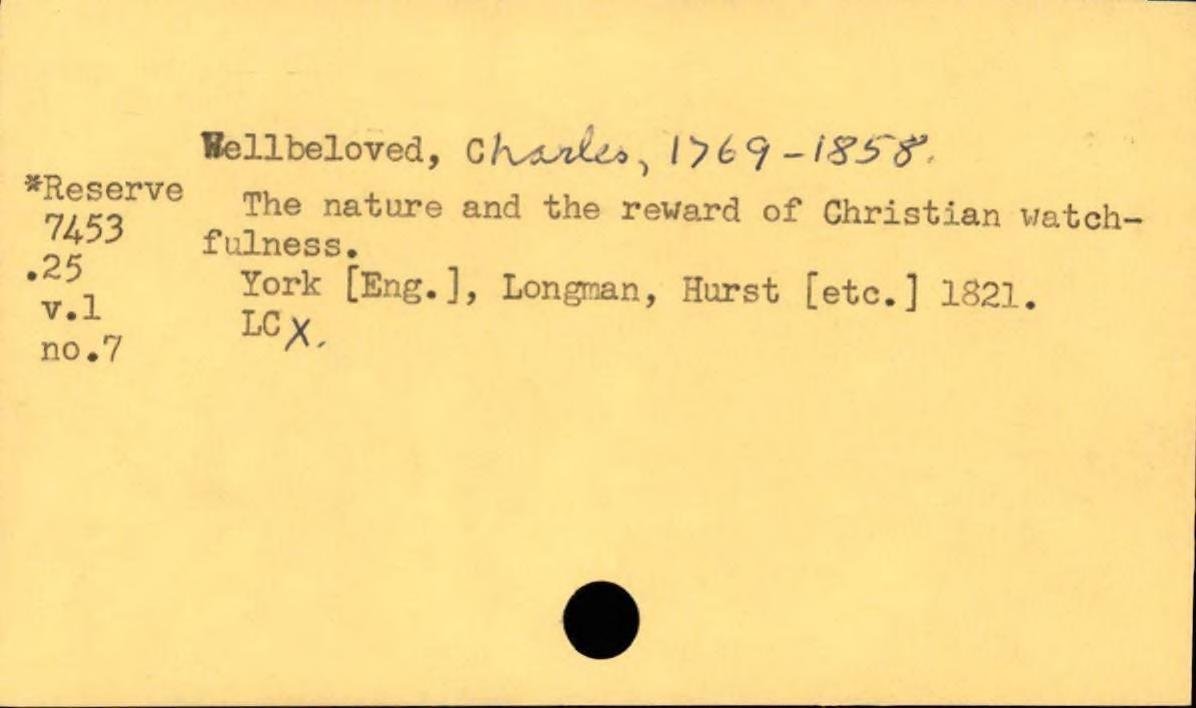 Wellbeloved, Charles, 1769-1858.
*Reserve
7453
.25
v.1
no.7
The nature and the reward of Christian watch-
fulness.
York [Eng.], Longman, Hurst [etc.] 1821.
LC X.